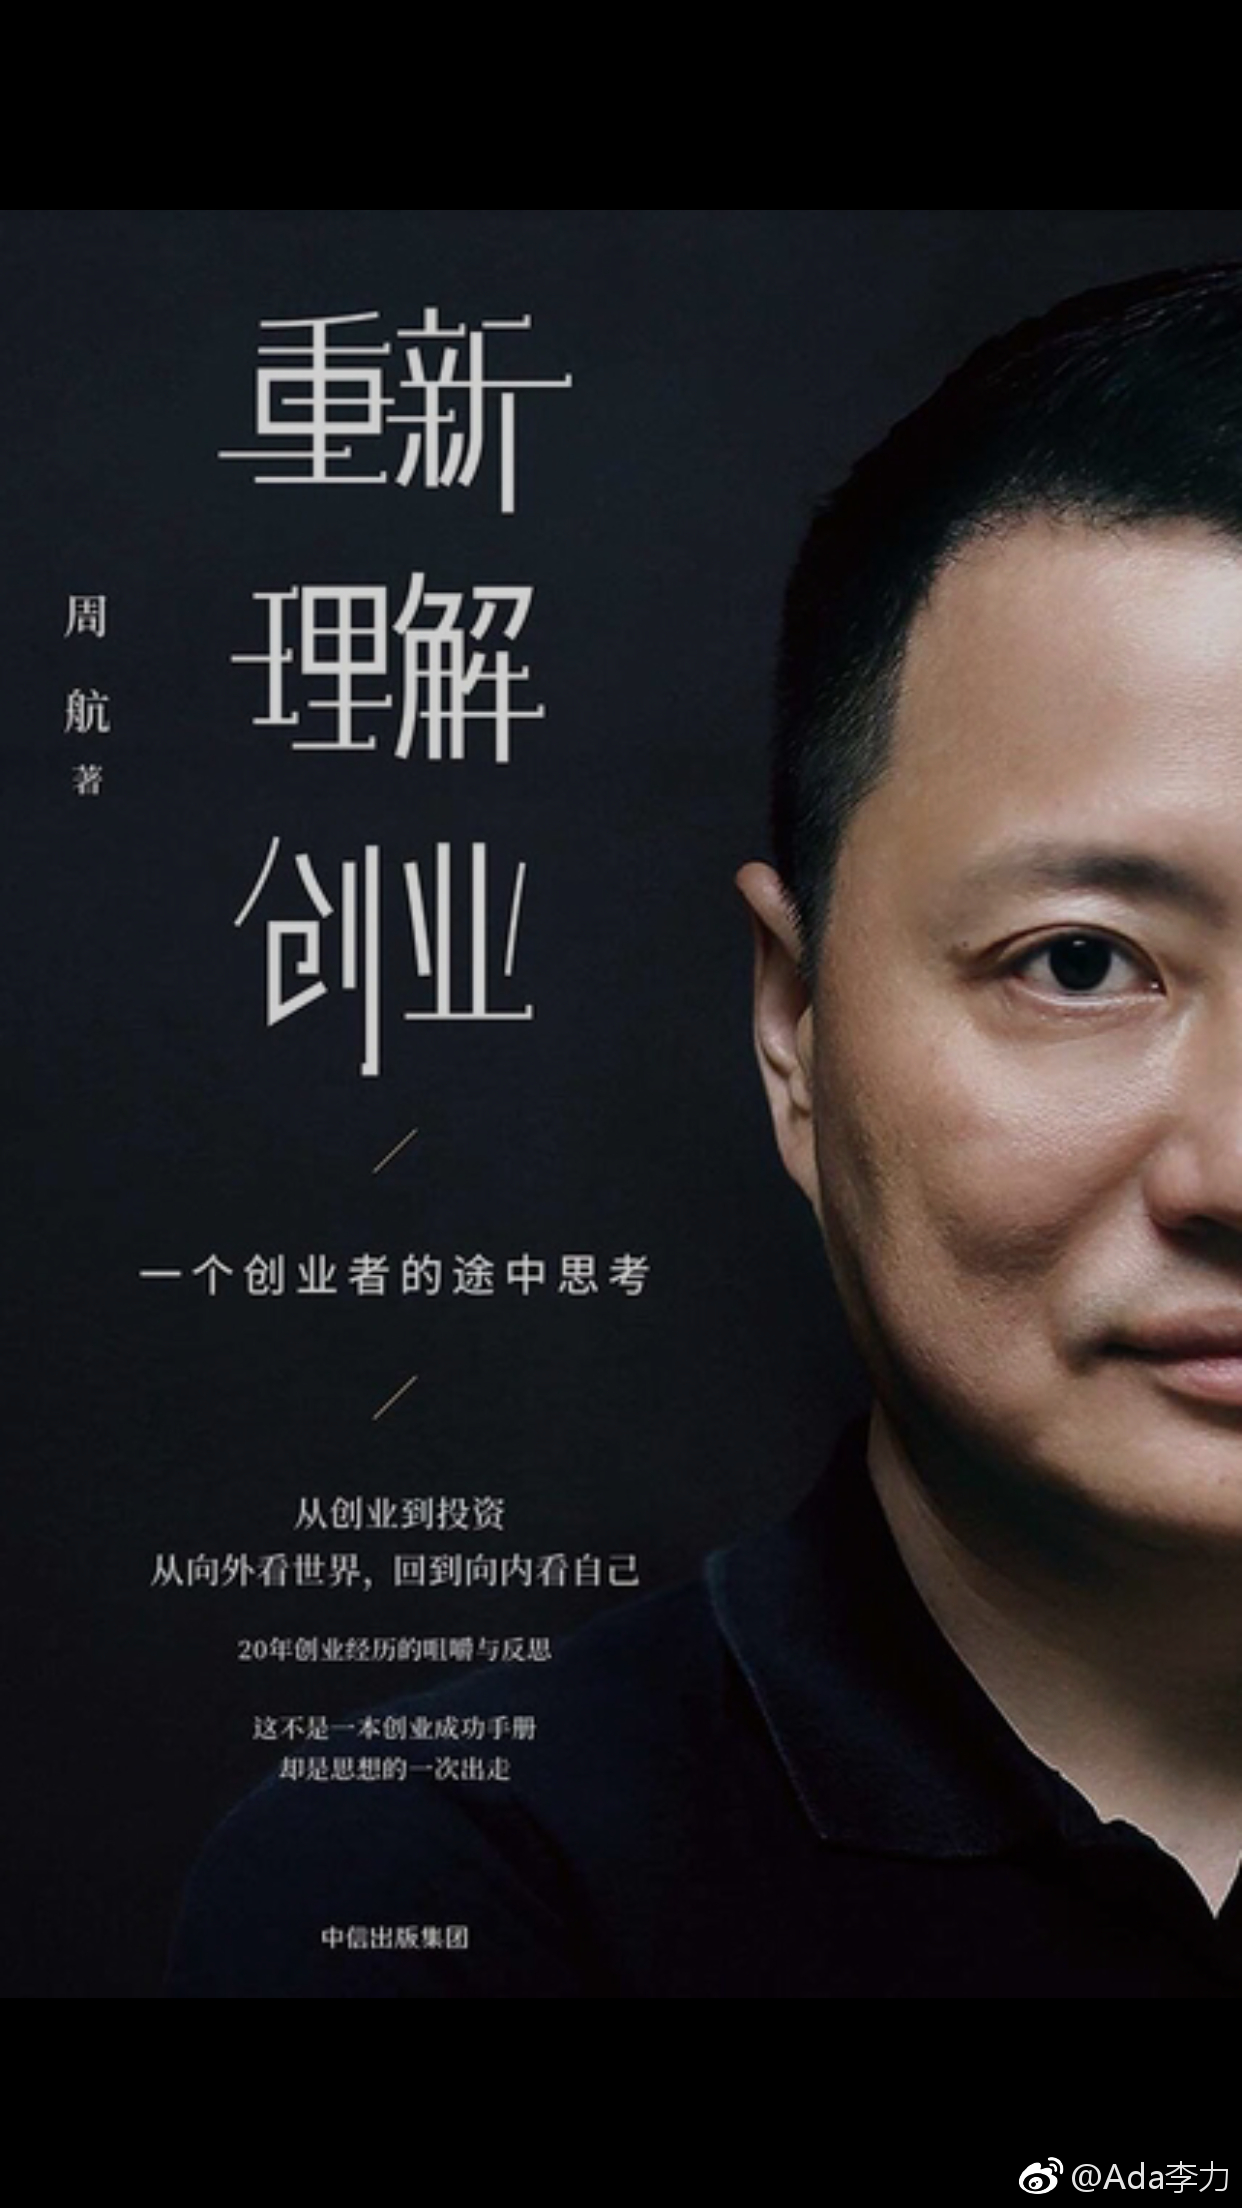 重新
理解
创业
周航 著
一个创业者的途中思考
从创业到投资
从向外看世界，回到向内看自己
20年创业经历的咀嚼与反思
这不是一本创业成功手册
却是思想的一次出走
中信出版集团
@Ada李力